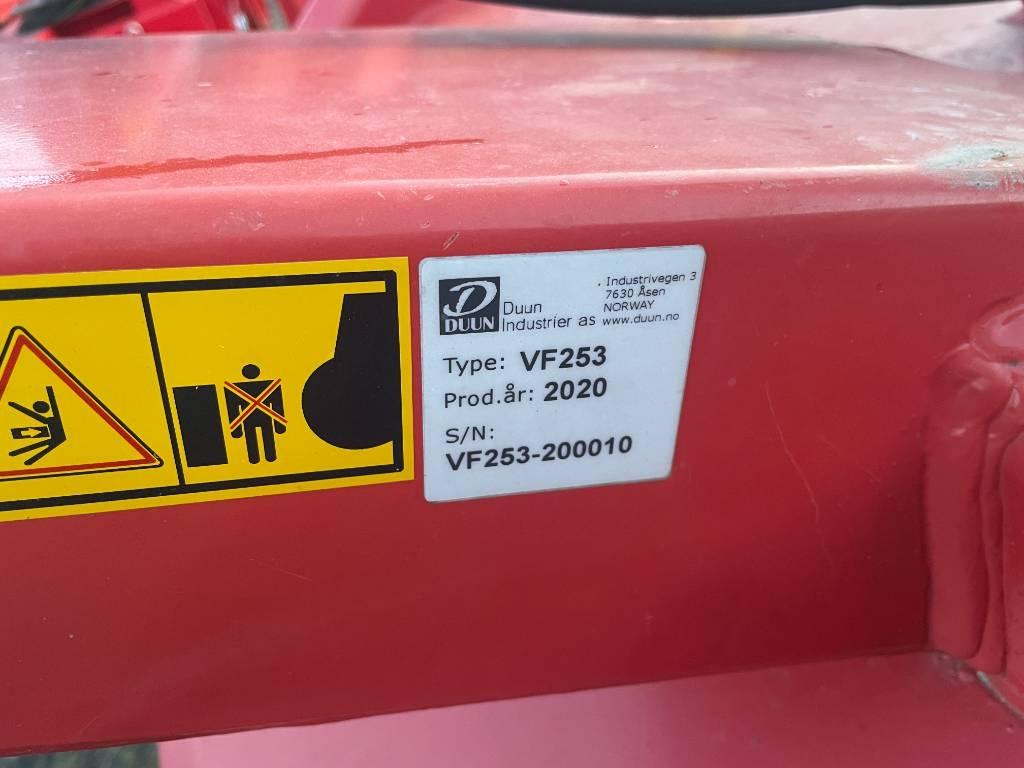 DUUN
Duun
Industrier as
Industrivegen 3
7630 Åsen
NORWAY
www.duun.no
Type: VF253
Prod.år: 2020
S/N:
VF253-200010